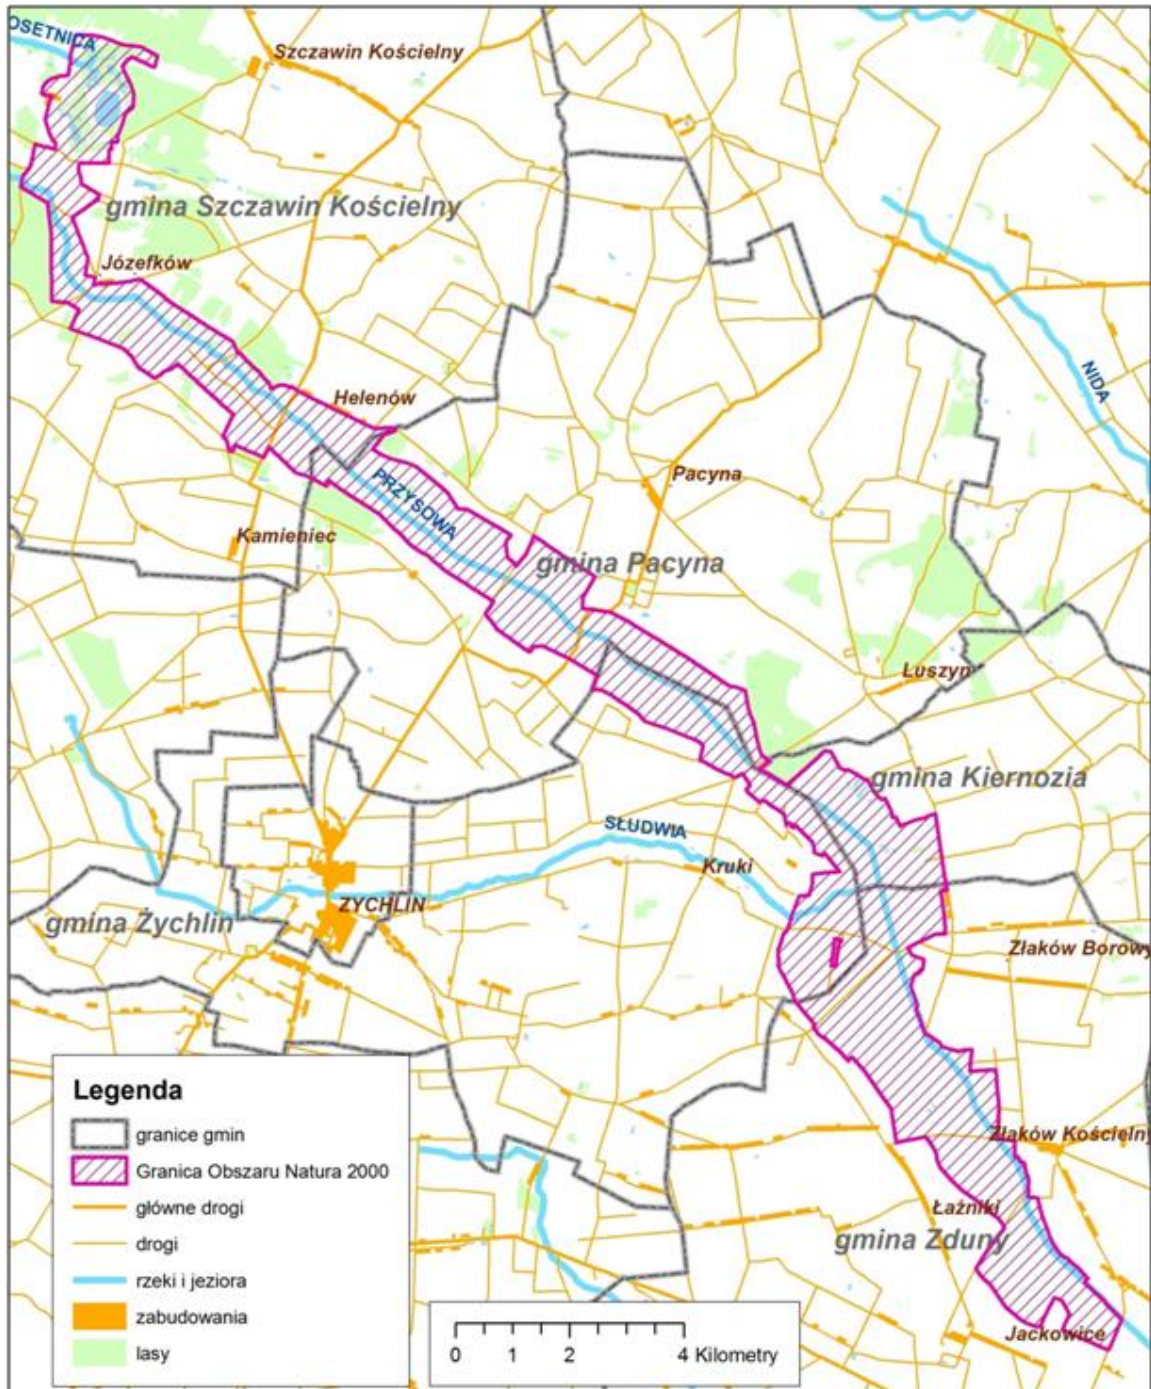 OSETNICA
Szczawin Kościelny
gmina Szczawin Kościelny
Józefków
NIDA
Helenów
Pacyna
PRZYSOWA
Kamieniec
gmina Pacyna
Luszyn
gmina Kiernozia
SŁUDWIA
Kruki
ZYCHLIN
gmina Żychlin
Złaków Borowy
Złaków Kościelny
Łaźniki
gmina Zduny
Jackowice
Legenda
granice gmin
Granica Obszaru Natura 2000
główne drogi
drogi
rzeki i jeziora
zabudowania
lasy
0 1 2 4 Kilometry